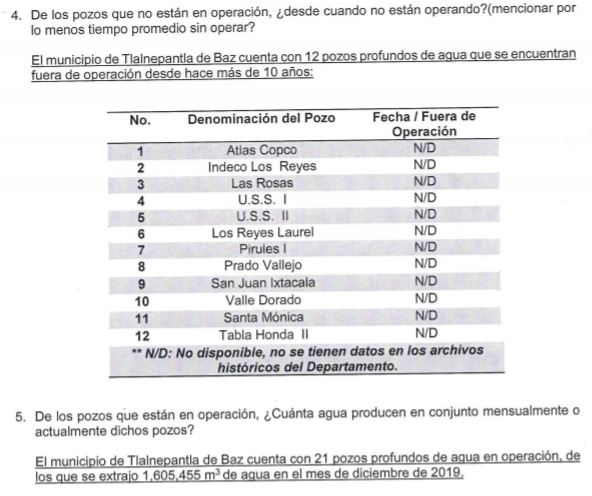 4. De los pozos que no están en operación, ¿desde cuando no están operando?(mencionar por
lo menos tiempo promedio sin operar?
El municipio de Tlalnepantla de Baz cuenta con 12 pozos profundos de agua que se encuentran
fuera de operación desde hace más de 10 años:
No. Denominación del Pozo Fecha / Fuera de
Operación
1 Atlas Copco N/D
2 Indeco Los Reyes N/D
3 Las Rosas N/D
4 U.S.S. I N/D
5 U.S.S. II N/D
6 Los Reyes Laurel N/D
7 Pirules I N/D
8 Prado Vallejo N/D
9 San Juan Ixtacala N/D
10 Valle Dorado N/D
11 Santa Mónica N/D
12 Tabla Honda II N/D
** N/D: No disponible, no se tienen datos en los archivos
históricos del Departamento.
5. De los pozos que están en operación, ¿Cuánta agua producen en conjunto mensualmente o
actualmente dichos pozos?
El municipio de Tlalnepantla de Baz cuenta con 21 pozos profundos de agua en operación, de
los que se extrajo 1,605,455 m³ de agua en el mes de diciembre de 2019.